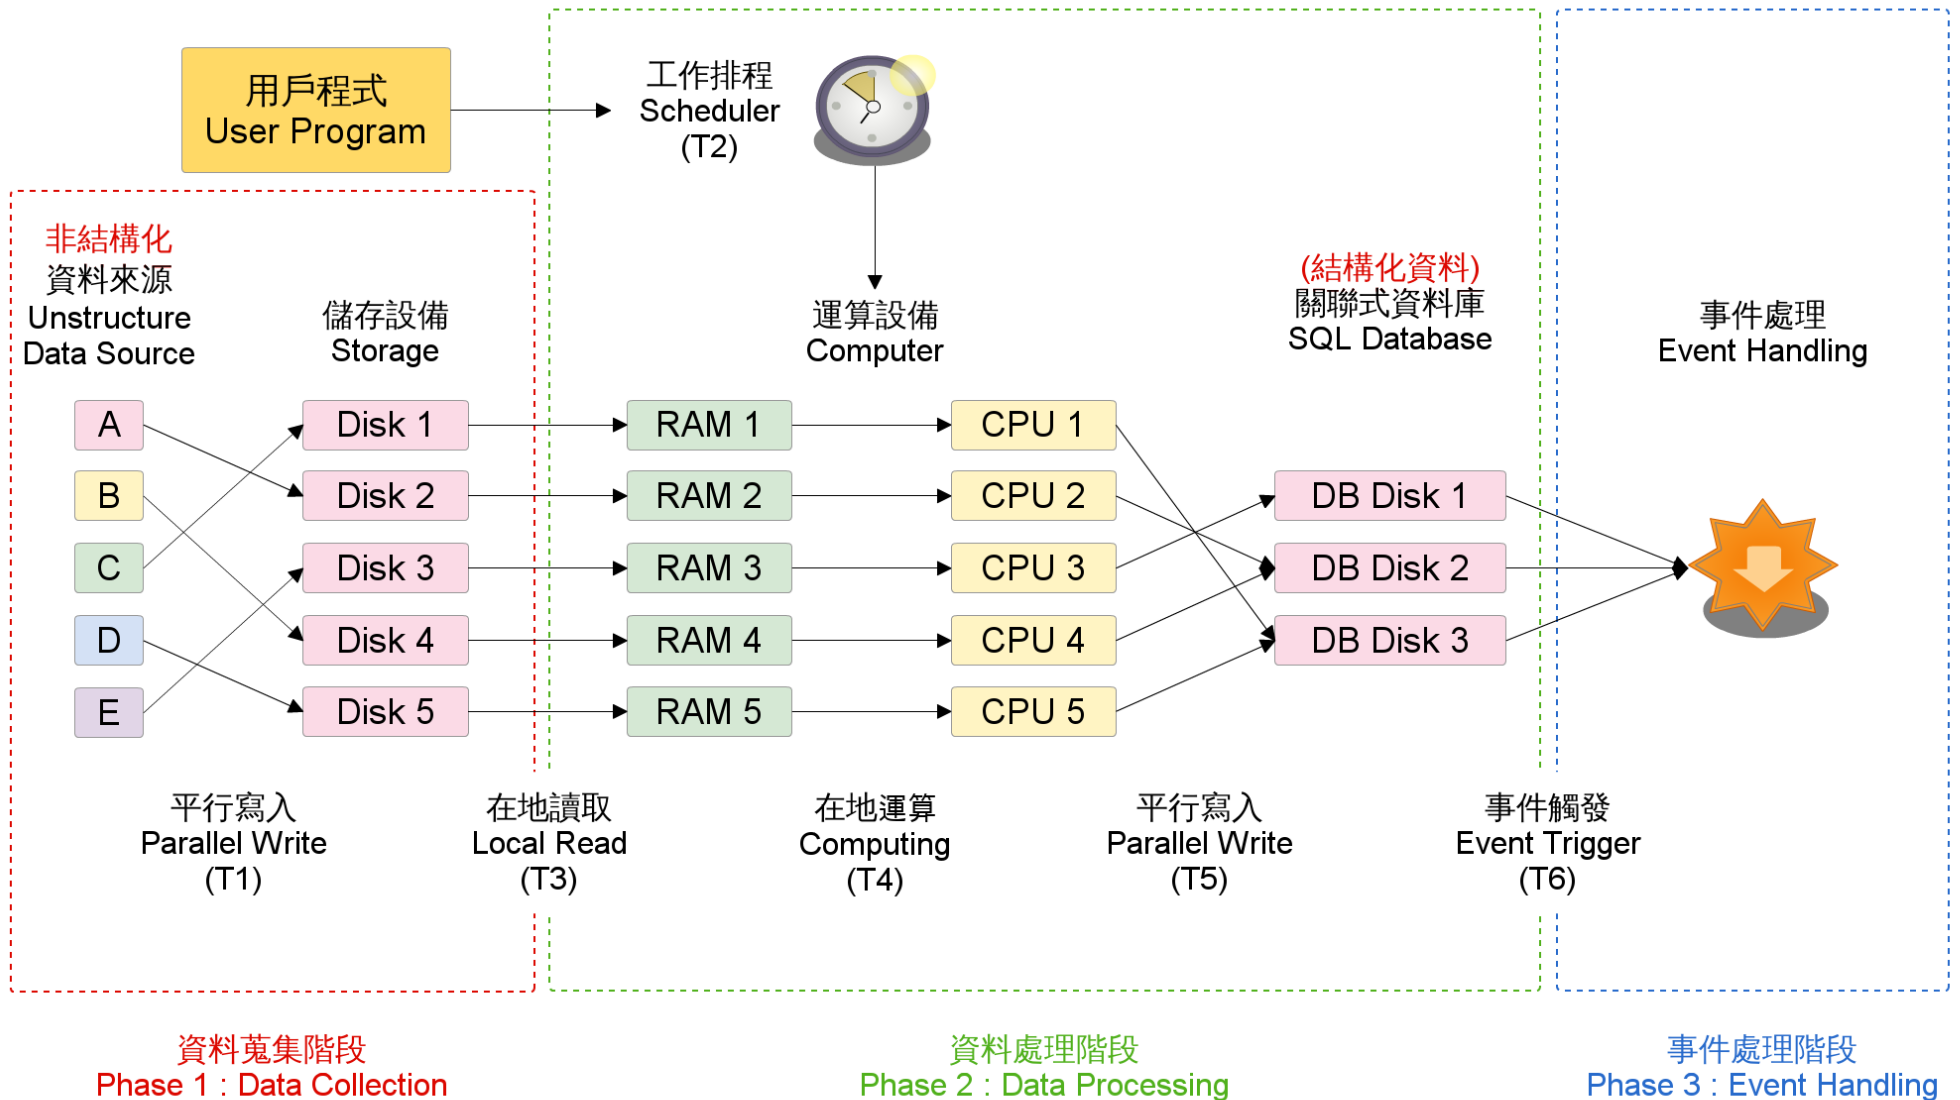 用戶程式
User Program
工作排程
Scheduler
(T2)
非結構化
資料來源
Unstructure
Data Source
儲存設備
Storage
運算設備
Computer
(結構化資料)
關聯式資料庫
SQL Database
事件處理
Event Handling
A
Disk 1
RAM 1
CPU 1
B
Disk 2
RAM 2
CPU 2
DB Disk 1
C
Disk 3
RAM 3
CPU 3
DB Disk 2
D
Disk 4
RAM 4
CPU 4
DB Disk 3
E
Disk 5
RAM 5
CPU 5
平行寫入
Parallel Write
(T1)
在地讀取
Local Read
(T3)
在地運算
Computing
(T4)
平行寫入
Parallel Write
(T5)
事件觸發
Event Trigger
(T6)
資料蒐集階段
Phase 1 : Data Collection
資料處理階段
Phase 2 : Data Processing
事件處理階段
Phase 3 : Event Handling